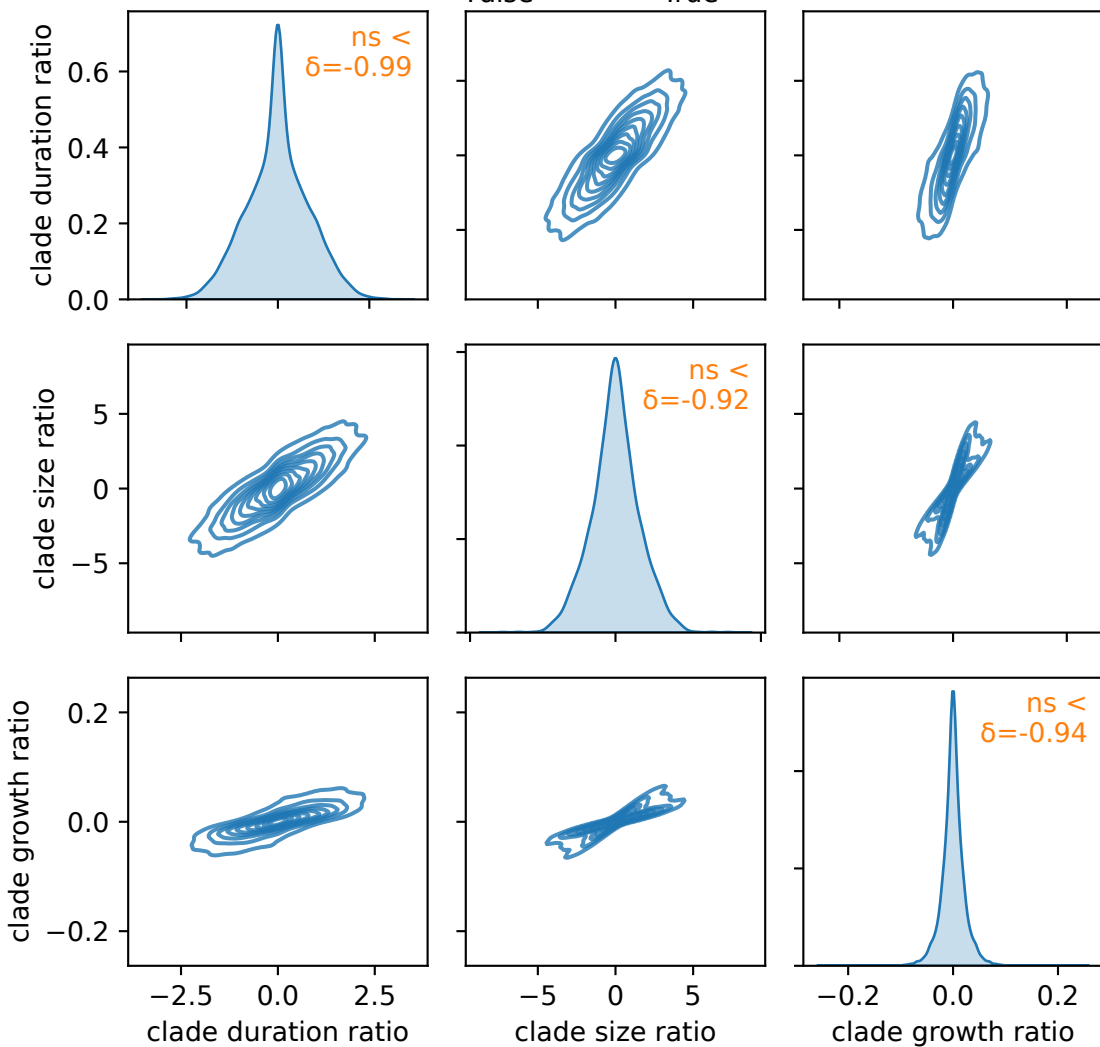 True
clade duration ratio
0.6
0.4
0.2
0.0
ns <
δ=-0.99
clade size ratio
5
0
−5
ns <
δ=-0.92
clade growth ratio
0.2
0.0
−0.2
ns <
δ=-0.94
−2.5
0.0
2.5
−5
0
5
−0.2
0.0
0.2
clade duration ratio
clade size ratio
clade growth ratio